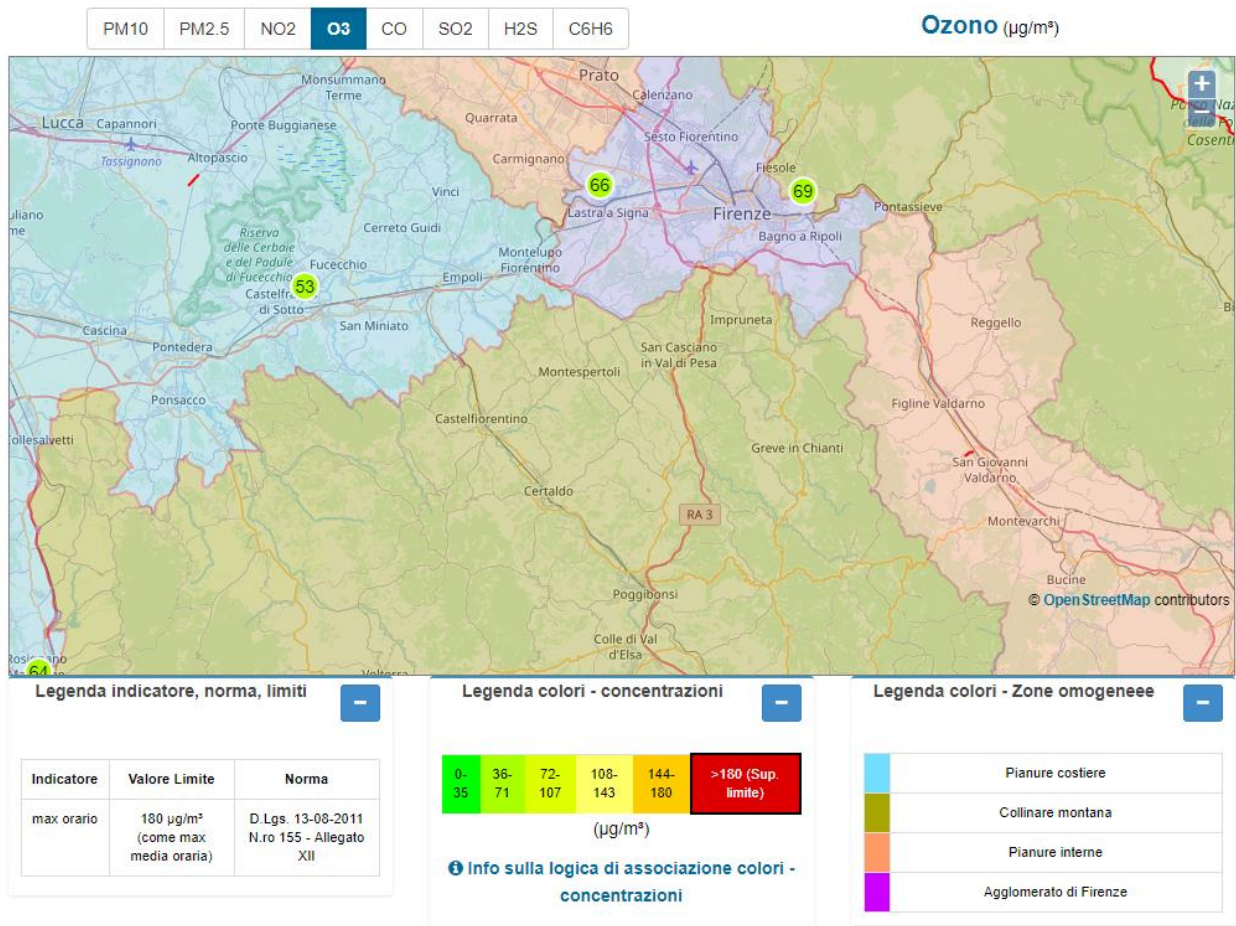 PM10 PM2.5 NO2 O3 CO SO2 H2S C6H6
Ozono (µg/m³)
Monsummano
Terme
Prato
Calenzano
+
−
Lucca Capannori
Ponte Buggianese
Quarrata
Sesto Fiorentino
Tassignano
Altopascio
Carmignano
Fiesole
Casenti
Vinci
66
69
Lastra a Signa
Firenze
Pontassieve
Cerreto Guidi
Bagno a Ripoli
Riserva
delle Cerbaie
e del Padule
di Fucecchio
Fucecchio
Montelupo
Fiorentino
Empoli
53
di Sotto
San Miniato
Cascina
Pontedera
Impruneta
Reggello
San Casciano
in Val di Pesa
Montespertoli
Ponsacco
Figline Valdarno
Castelfiorentino
ollesalvetti
Greve in Chianti
San Giovanni
Valdarno
Certaldo
RA 3
Montevarchi
Bucine
Poggibonsi
© OpenStreetMap contributors
Colle di Val
d'Elsa
64
Volterra
Legenda indicatore, norma, limiti
−
Indicatore Valore Limite Norma
max orario 180 µg/m³ D.Lgs. 13-08-2011
(come max N.ro 155 - Allegato
media oraria) XII
Legenda colori - concentrazioni
−
0- 36- 72- 108- 144- >180 (Sup.
35 71 107 143 180 limite)
(µg/m³)
Info sulla logica di associazione colori -
concentrazioni
Legenda colori - Zone omogeneee
−
Pianure costiere
Collinare montana
Pianure interne
Agglomerato di Firenze